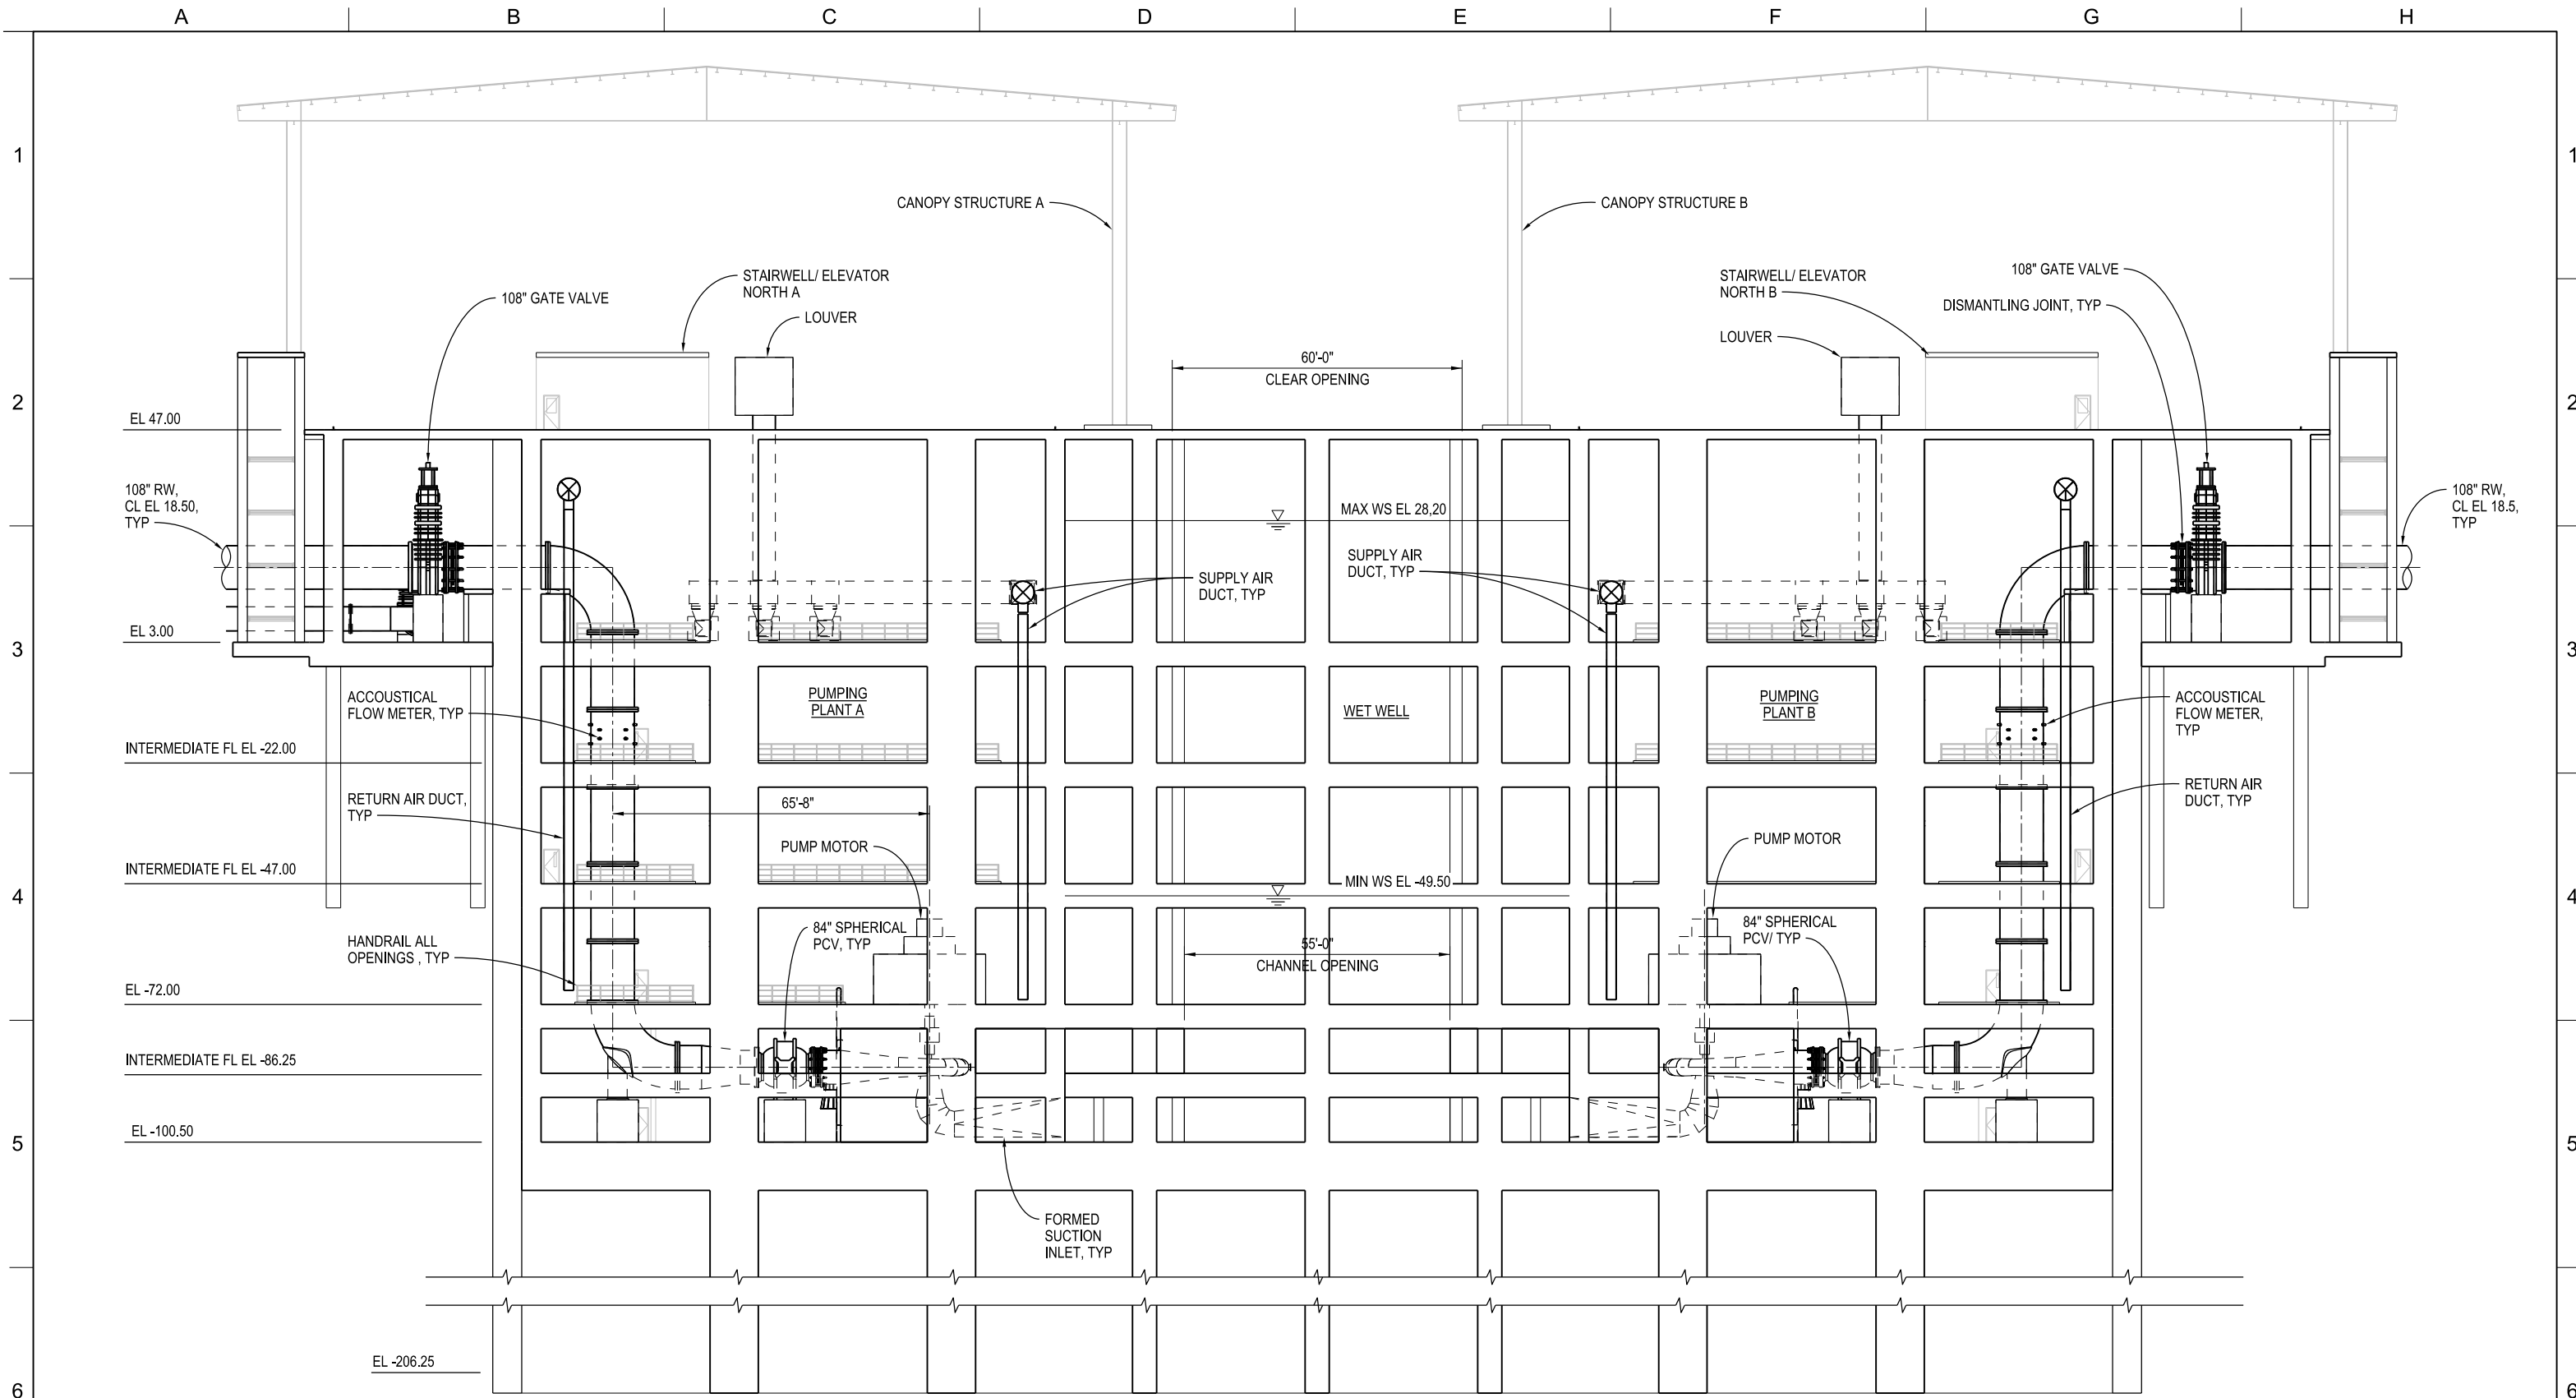 A
B
C
D
E
F
G
H
1
1
CANOPY STRUCTURE A
CANOPY STRUCTURE B
108" GATE VALVE
STAIRWELL/ ELEVATOR
NORTH A
LOUVER
STAIRWELL/ ELEVATOR
NORTH B
108" GATE VALVE
DISMANTLING JOINT, TYP
LOUVER
60'-0"
CLEAR OPENING
2
2
EL 47.00
108" RW,
CL EL 18.50,
TYP
MAX WS EL 28,20
108" RW,
CL EL 18.5,
TYP
SUPPLY AIR
DUCT, TYP
SUPPLY AIR
DUCT, TYP
EL 3.00
3
3
ACCOUSTICAL
FLOW METER, TYP
PUMPING
PLANT A
WET WELL
PUMPING
PLANT B
ACCOUSTICAL
FLOW METER,
TYP
INTERMEDIATE FL EL -22.00
RETURN AIR DUCT,
TYP
65'-8"
RETURN AIR
DUCT, TYP
PUMP MOTOR
PUMP MOTOR
INTERMEDIATE FL EL -47.00
MIN WS EL -49.50
4
4
HANDRAIL ALL
OPENINGS , TYP
84" SPHERICAL
PCV, TYP
55'-0"
CHANNEL OPENING
84" SPHERICAL
PCV/ TYP
EL -72.00
INTERMEDIATE FL EL -86.25
EL -100.50
5
5
FORMED
SUCTION
INLET, TYP
EL -206.25
6
6